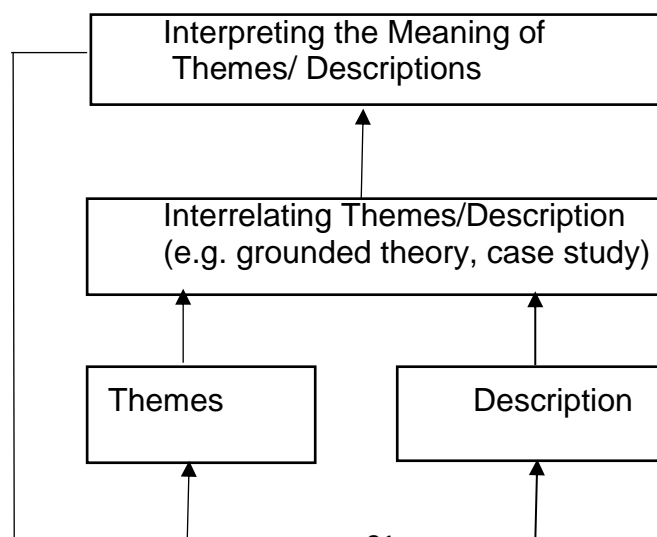 Interpreting the Meaning of
Themes/ Descriptions
Interrelating Themes/Description
(e.g. grounded theory, case study)
Themes
Description